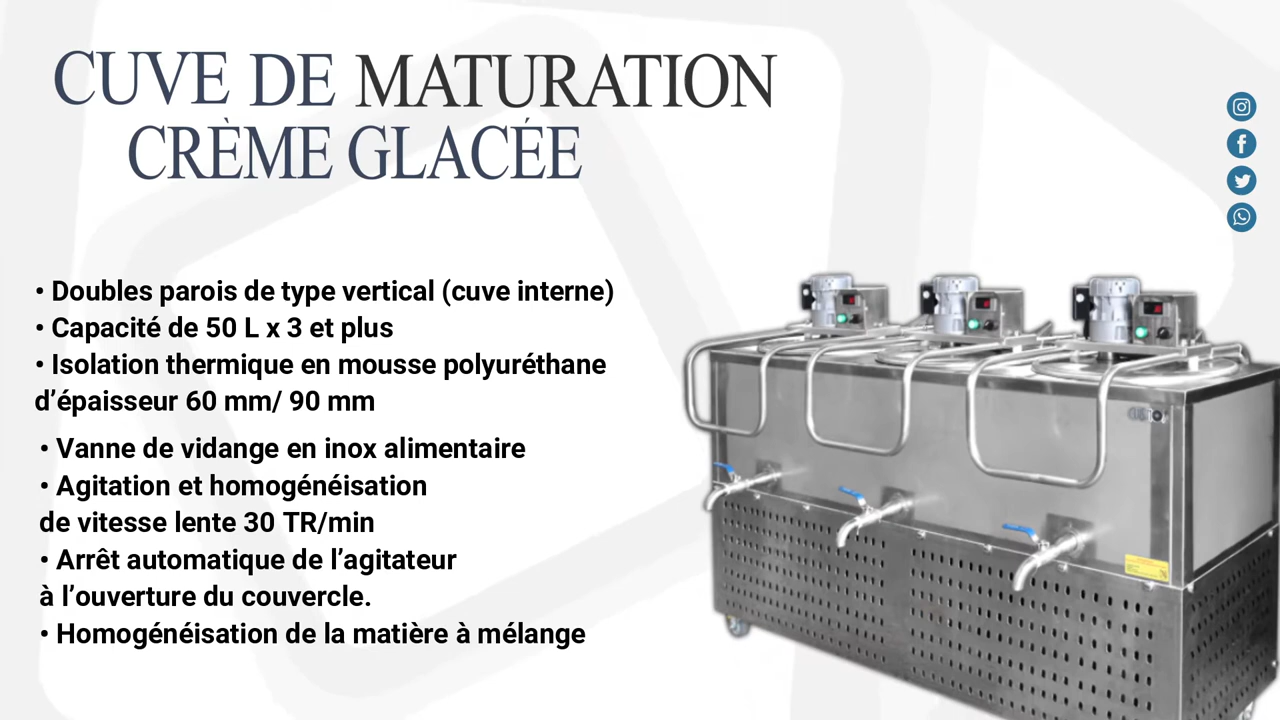 CUVE DE MATURATION
CRÈME GLACÉE
• Doubles parois de type vertical (cuve interne)
• Capacité de 50 L x 3 et plus
• Isolation thermique en mousse polyuréthane
d’épaisseur 60 mm/ 90 mm
• Vanne de vidange en inox alimentaire
• Agitation et homogénéisation
de vitesse lente 30 TR/min
• Arrêt automatique de l’agitateur
à l’ouverture du couvercle.
• Homogénéisation de la matière à mélange